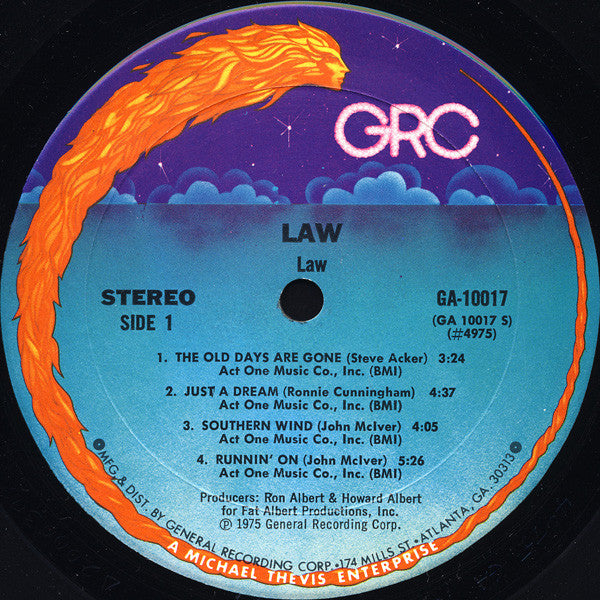 GRC
LAW
Law
STEREO
SIDE 1
GA-10017
(GA 10017 S)
(#4975)
1. THE OLD DAYS ARE GONE (Steve Acker) 3:24
Act One Music Co., Inc. (BMI)
2. JUST A DREAM (Ronnie Cunningham) 4:37
Act One Music Co., Inc. (BMI)
3. SOUTHERN WIND (John McIver) 4:05
Act One Music Co., Inc. (BMI)
4. RUNNIN' ON (John McIver) 5:26
Act One Music Co., Inc. (BMI)
Producers: Ron Albert & Howard Albert
for Fat Albert Productions, Inc.
℗ 1975 General Recording Corp.
MFG. & DIST. BY GENERAL RECORDING CORP. • 174 MILLS ST • ATLANTA, GA. 30313
A MICHAEL THEVIS ENTERPRISE